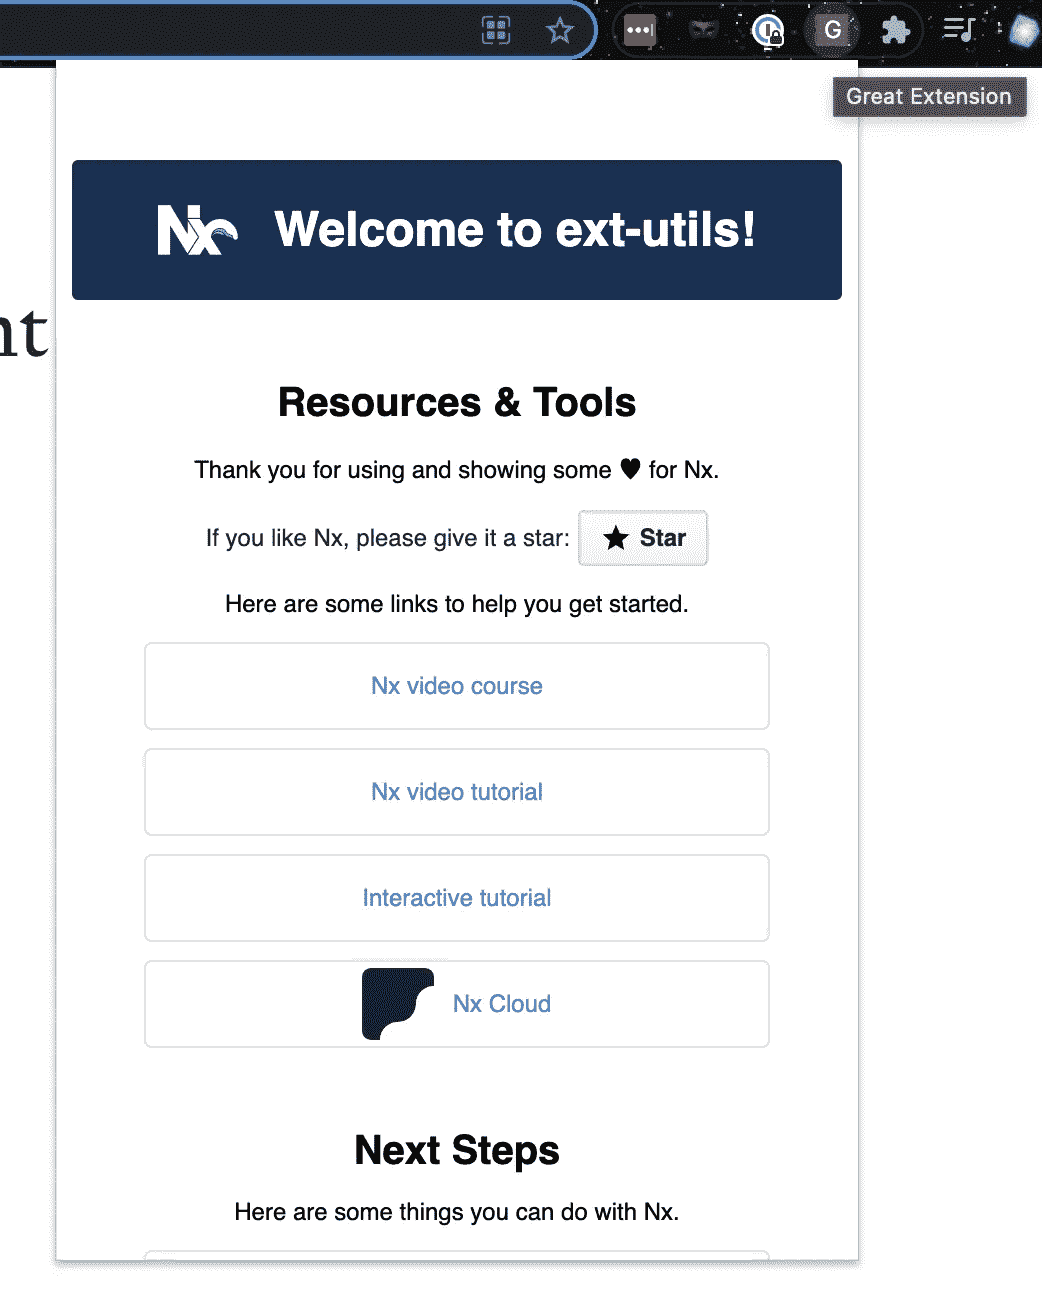 G
Great Extension
Nx Welcome to ext-utils!
nt
Resources & Tools
Thank you for using and showing some ♥ for Nx.
If you like Nx, please give it a star: ★ Star
Here are some links to help you get started.
Nx video course
Nx video tutorial
Interactive tutorial
Nx Cloud
Next Steps
Here are some things you can do with Nx.